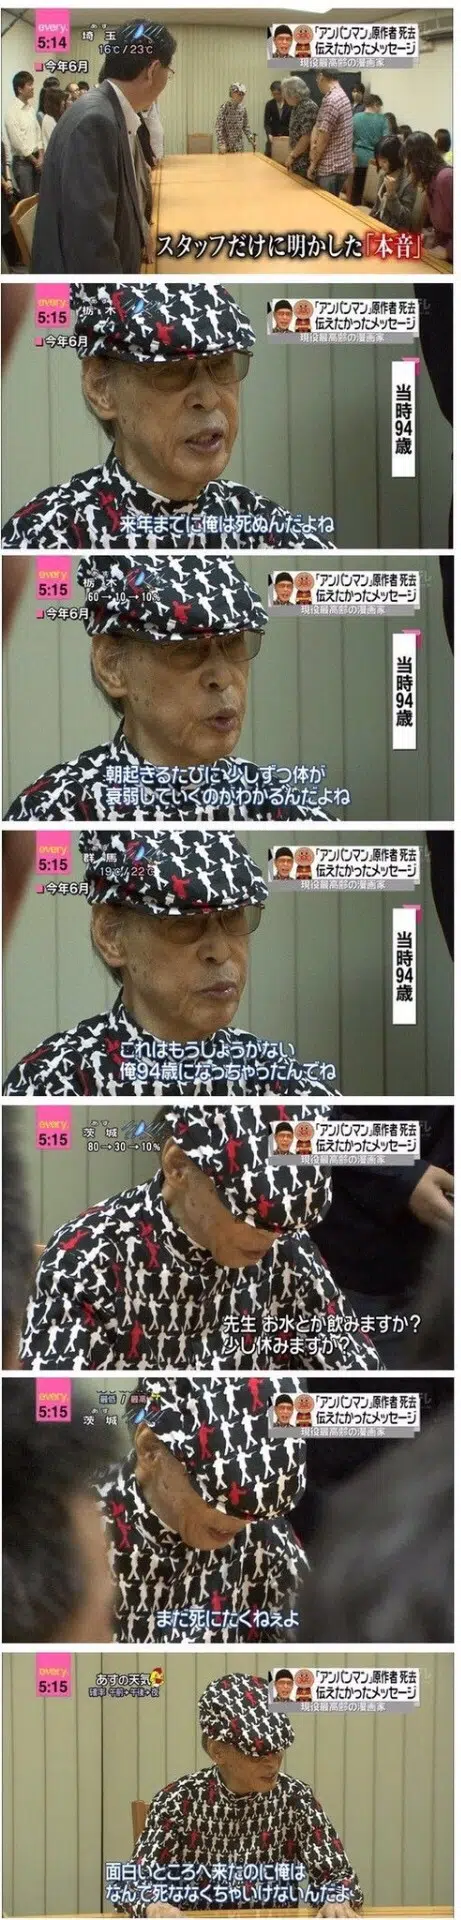 every.
5:14
埼玉
16℃/23℃
今年6月
「アンパンマン」原作者 死去
伝えたかったメッセージ
現役最高齢の漫画家
スタッフだけに明かした「本音」
every.
5:15
あす
栃木
今年6月
「アンパンマン」原作者 死去
伝えたかったメッセージ
現役最高齢の漫画家
当時94歳
来年までに俺は死ぬんだよね
every.
5:15
栃木
60→10→10%
今年6月
「アンパンマン」原作者 死去
伝えたかったメッセージ
現役最高齢の漫画家
当時94歳
朝起きるたびに 少しずつ体が
衰弱していくのがわかるんだよね
every.
5:15
群馬
19℃/22℃
今年6月
「アンパンマン」原作者 死去
伝えたかったメッセージ
現役最高齢の漫画家
当時94歳
これはもうしょうがない
俺94歳になっちゃったんでね
every.
5:15
あす
茨城
80→30→10%
「アンパンマン」原作者 死去
伝えたかったメッセージ
現役最高齢の漫画家
先生 お水とか飲みますか?
少し休みますか?
every.
5:15
最低/最高
あす
茨城
「アンパンマン」原作者 死去
伝えたかったメッセージ
現役最高齢の漫画家
まだ死にたくねぇよ
every.
5:15
あすの天気
確率 午前→午後→夜
「アンパンマン」原作者 死去
伝えたかったメッセージ
現役最高齢の漫画家
面白いところへ来たのに俺は
なんで死ななくちゃいけないんだよ